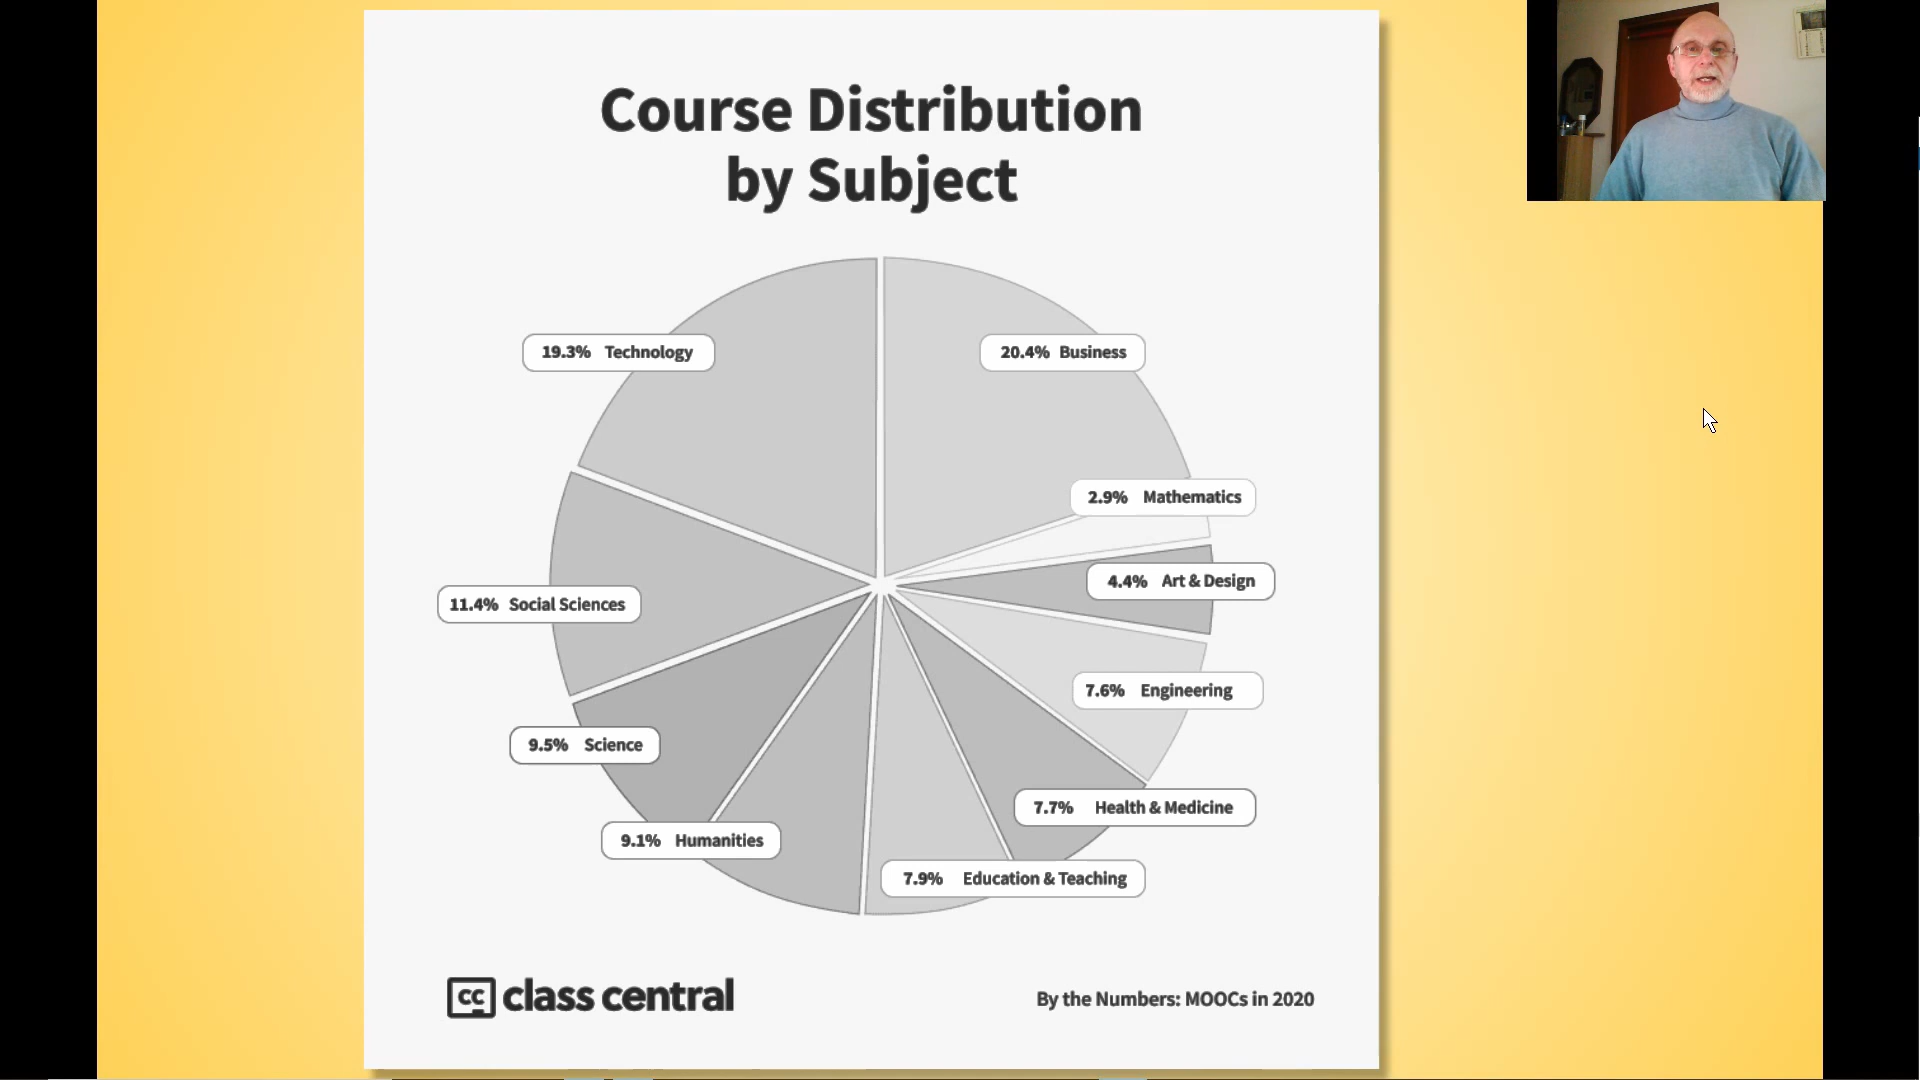 Course Distribution
by Subject
19.3% Technology
20.4% Business
2.9% Mathematics
4.4% Art & Design
11.4% Social Sciences
7.6% Engineering
9.5% Science
7.7% Health & Medicine
9.1% Humanities
7.9% Education & Teaching
cc class central
By the Numbers: MOOCs in 2020